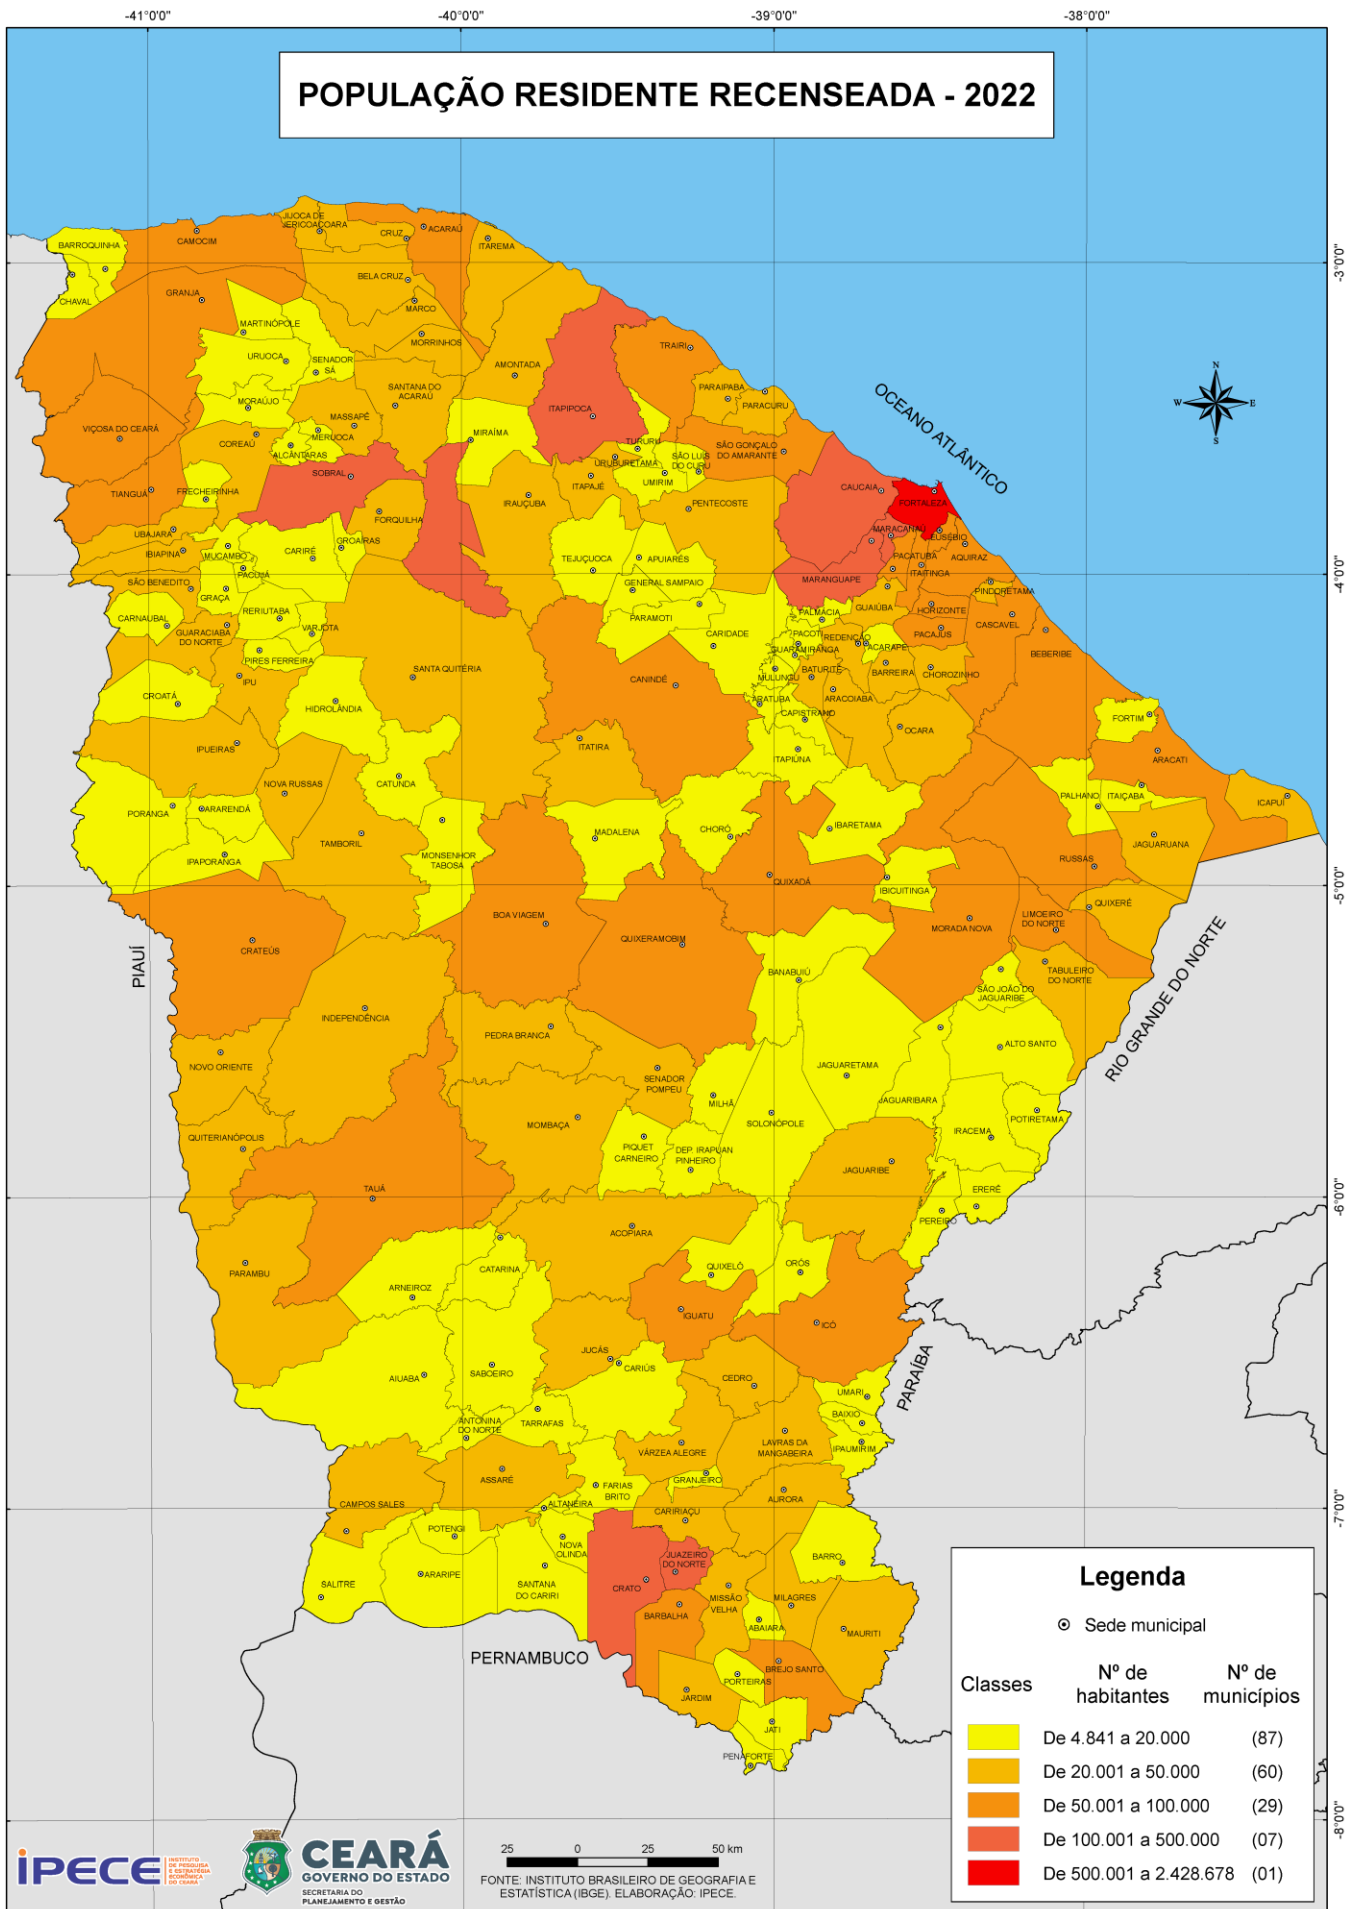 -41°0'0"
-40°0'0"
-39°0'0"
-38°0'0"
POPULAÇÃO RESIDENTE RECENSEADA - 2022
JIJOCA DE
JERICOACOARA
CRUZ
ACARAÚ
BARROQUINHA
CAMOCIM
ITAREMA
-3°0'0"
CHAVAL
GRANJA
BELA CRUZ
MARCO
MARTINÓPOLE
MORRINHOS
URUOCA
SENADOR
SÁ
TRAIRI
AMONTADA
SANTANA DO
ACARAÚ
PARAIPABA
PARACURU
OCEANO ATLÂNTICO
N
W
E
S
MORAÚJO
ITAPIPOCA
MASSAPÊ
VIÇOSA DO CEARÁ
COREAÚ
MERUOCA
MIRAÍMA
TURURU
SÃO GONÇALO
DO AMARANTE
ALCÂNTARAS
SÃO LUIS
DO CURU
URUBURETAMA
SOBRAL
UMIRIM
ITAPAJÉ
CAUCAIA
TIANGUÁ
FRECHEIRINHA
IRAUÇUBA
PENTECOSTE
FORTALEZA
FORQUILHA
MARACANAÚ
UBAJARA
EUSÉBIO
IBIAPINA
MUCAMBO
CARIRÉ
GROAÍRAS
TEJUÇUOCA
APUIARÉS
PACATUBA
AQUIRAZ
PACUJÁ
ITAITINGA
-4°0'0"
SÃO BENEDITO
GENERAL SAMPAIO
MARANGUAPE
PINDORETAMA
GRAÇA
GUAIÚBA
RERIUTABA
HORIZONTE
CARNAUBAL
PARAMOTI
PALMÁCIA
CASCAVEL
GUARACIABA
DO NORTE
VARJOTA
CARIDADE
PACOTI
REDENÇÃO
PACAJUS
ACARAPE
GUARAMIRANGA
BEBERIBE
PIRES FERREIRA
SANTA QUITÉRIA
MULUNGU
BATURITÉ
BARREIRA
CHOROZINHO
IPU
CANINDÉ
CROATÁ
ARATUBA
ARACOIABA
HIDROLÂNDIA
CAPISTRANO
FORTIM
OCARA
IPUEIRAS
ITATIRA
ITAPIÚNA
ARACATI
NOVA RUSSAS
CATUNDA
PALHANO
ITAIÇABA
ICAPUÍ
PORANGA
ARARENDÁ
IBARETAMA
MADALENA
CHORÓ
TAMBORIL
JAGUARUANA
MONSENHOR
TABOSA
IPAPORANGA
RUSSAS
QUIXADÁ
IBICUITINGA
-5°0'0"
QUIXERÉ
BOA VIAGEM
LIMOEIRO
DO NORTE
MORADA NOVA
QUIXERAMOBIM
CRATEÚS
PIAUÍ
BANABUIÚ
TABULEIRO
DO NORTE
SÃO JOÃO DO
JAGUARIBE
RIO GRANDE DO NORTE
INDEPENDÊNCIA
PEDRA BRANCA
ALTO SANTO
NOVO ORIENTE
JAGUARETAMA
SENADOR
POMPEU
JAGUARIBARA
MILHÃ
SOLONÓPOLE
POTIRETAMA
MOMBAÇA
IRACEMA
QUITERIANÓPOLIS
PIQUET
CARNEIRO
DEP. IRAPUAN
PINHEIRO
JAGUARIBE
TAUÁ
ERERÊ
-6°0'0"
PEREIRO
ACOPIARA
PARAMBU
CATARINA
QUIXELÔ
ORÓS
ARNEIROZ
IGUATU
ICÓ
JUCÁS
CARIÚS
PARAÍBA
AIUABA
SABOEIRO
CEDRO
UMARI
ANTONINA
DO NORTE
TARRAFAS
BAIXIO
LAVRAS DA
MANGABEIRA
VÁRZEA ALEGRE
IPAUMIRIM
ASSARÉ
GRANJEIRO
FARIAS
BRITO
AURORA
CAMPOS SALES
ALTANEIRA
CARIRIAÇU
-7°0'0"
POTENGI
NOVA
OLINDA
JUAZEIRO
DO NORTE
BARRO
ARARIPE
SALITRE
SANTANA
DO CARIRI
CRATO
MISSÃO
VELHA
MILAGRES
BARBALHA
ABAIARA
MAURITI
PERNAMBUCO
BREJO SANTO
PORTEIRAS
JARDIM
JATI
PENAFORTE
-8°0'0"
Legenda
Sede municipal
Classes
Nº de
habitantes
Nº de
municípios
De 4.841 a 20.000 (87)
De 20.001 a 50.000 (60)
De 50.001 a 100.000 (29)
De 100.001 a 500.000 (07)
De 500.001 a 2.428.678 (01)
IPECE
INSTITUTO
DE PESQUISA
E ESTRATÉGIA
ECONÔMICA
DO CEARÁ
CEARÁ
GOVERNO DO ESTADO
SECRETARIA DO
PLANEJAMENTO E GESTÃO
25 0 25 50 km
FONTE: INSTITUTO BRASILEIRO DE GEOGRAFIA E
ESTATÍSTICA (IBGE). ELABORAÇÃO: IPECE.